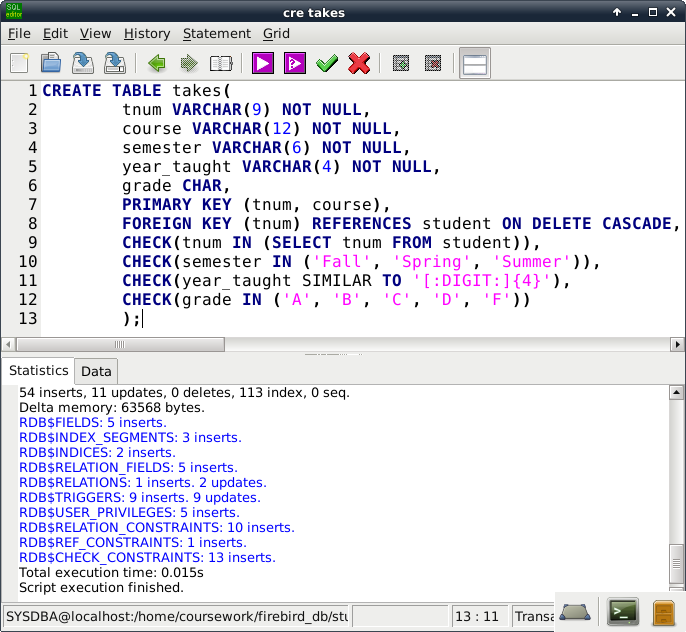 SQL
editor
cre takes
File Edit View History Statement Grid
1 CREATE TABLE takes(
2 tnum VARCHAR(9) NOT NULL,
3 course VARCHAR(12) NOT NULL,
4 semester VARCHAR(6) NOT NULL,
5 year_taught VARCHAR(4) NOT NULL,
6 grade CHAR,
7 PRIMARY KEY (tnum, course),
8 FOREIGN KEY (tnum) REFERENCES student ON DELETE CASCADE,
9 CHECK(tnum IN (SELECT tnum FROM student)),
10 CHECK(semester IN ('Fall', 'Spring', 'Summer')),
11 CHECK(year_taught SIMILAR TO '[:DIGIT:]{4}'),
12 CHECK(grade IN ('A', 'B', 'C', 'D', 'F'))
13 );
Statistics Data
54 inserts, 11 updates, 0 deletes, 113 index, 0 seq.
Delta memory: 63568 bytes.
RDB$FIELDS: 5 inserts.
RDB$INDEX_SEGMENTS: 3 inserts.
RDB$INDICES: 2 inserts.
RDB$RELATION_FIELDS: 5 inserts.
RDB$RELATIONS: 1 inserts. 2 updates.
RDB$TRIGGERS: 9 inserts. 9 updates.
RDB$USER_PRIVILEGES: 5 inserts.
RDB$RELATION_CONSTRAINTS: 10 inserts.
RDB$REF_CONSTRAINTS: 1 inserts.
RDB$CHECK_CONSTRAINTS: 13 inserts.
Total execution time: 0.015s
Script execution finished.
SYSDBA@localhost:/home/coursework/firebird_db/stu 13 : 11 Transa